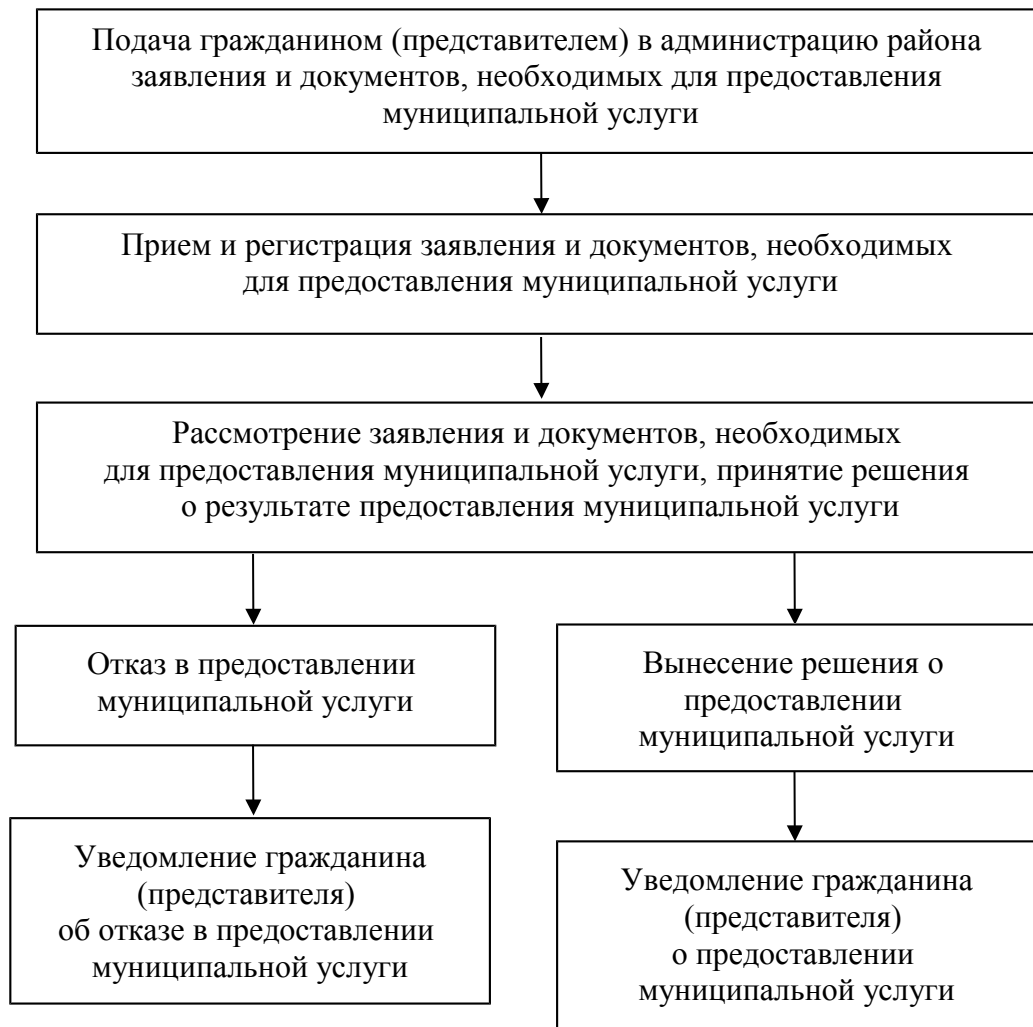 Подача гражданином (представителем) в администрацию района
заявления и документов, необходимых для предоставления
муниципальной услуги
Прием и регистрация заявления и документов, необходимых
для предоставления муниципальной услуги
Рассмотрение заявления и документов, необходимых
для предоставления муниципальной услуги, принятие решения
о результате предоставления муниципальной услуги
Отказ в предоставлении
муниципальной услуги
Вынесение решения о
предоставлении
муниципальной услуги
Уведомление гражданина
(представителя)
об отказе в предоставлении
муниципальной услуги
Уведомление гражданина
(представителя)
о предоставлении
муниципальной услуги